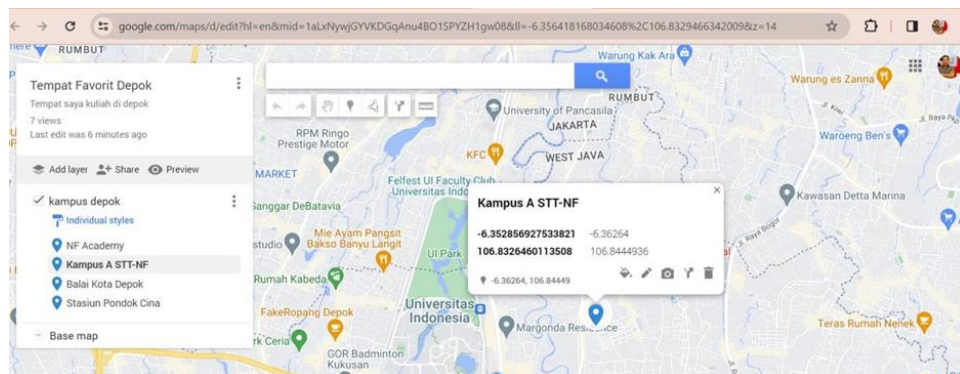 google.com/maps/d/edit?hl=en&mid=1aLxNywjGYVKDGqAnu4BO1SPYZH1gw08&ll=-6.356418168034608%2C106.83294663420098&z=14
RUMBUT
Warung Kak Ara
Tempat Favorit Depok
Tempat saya kuliah di depok
7 views
Last edit was 6 minutes ago
Add layer
Share
Preview
kampus depok
Individual styles
NF Academy
Kampus A STT-NF
Balai Kota Depok
Stasiun Pondok Cina
Base map
Warung es Zanna
University of Pancasila
RUMBUT
JAKARTA
WEST JAVA
RPM Ringo
Prestige Motor
KFC
Waroeng Ben's
Jl. Raya
MARKET
Felfest UI Faculty Club
Universitas Indo
Kawasan Detta Marina
Sanggar DeBatavia
Mie Ayam Pangsit
Bakso Banyu Langit
studio
UI Park
Kampus A STT-NF
-6.352856927533821 -6.36264
106.8326460113508 106.8444936
-6.36264, 106.84449
Rumah Kabeda
FakeRopang Depok
Universitas
Indonesia
Margonda Residence
Teras Rumah Nenek
rk Ceria
GOR Badminton
Kukusan